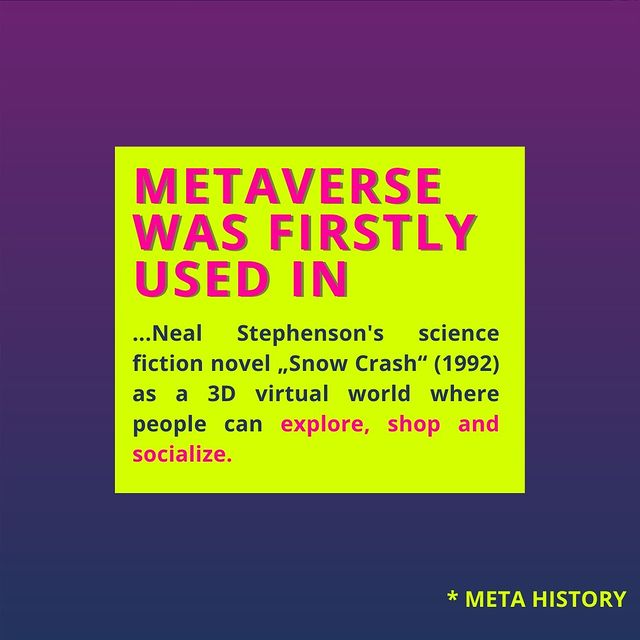 METAVERSE
WAS FIRSTLY
USED IN
...Neal Stephenson's science
fiction novel „Snow Crash“ (1992)
as a 3D virtual world where
people can explore, shop and
socialize.
* META HISTORY